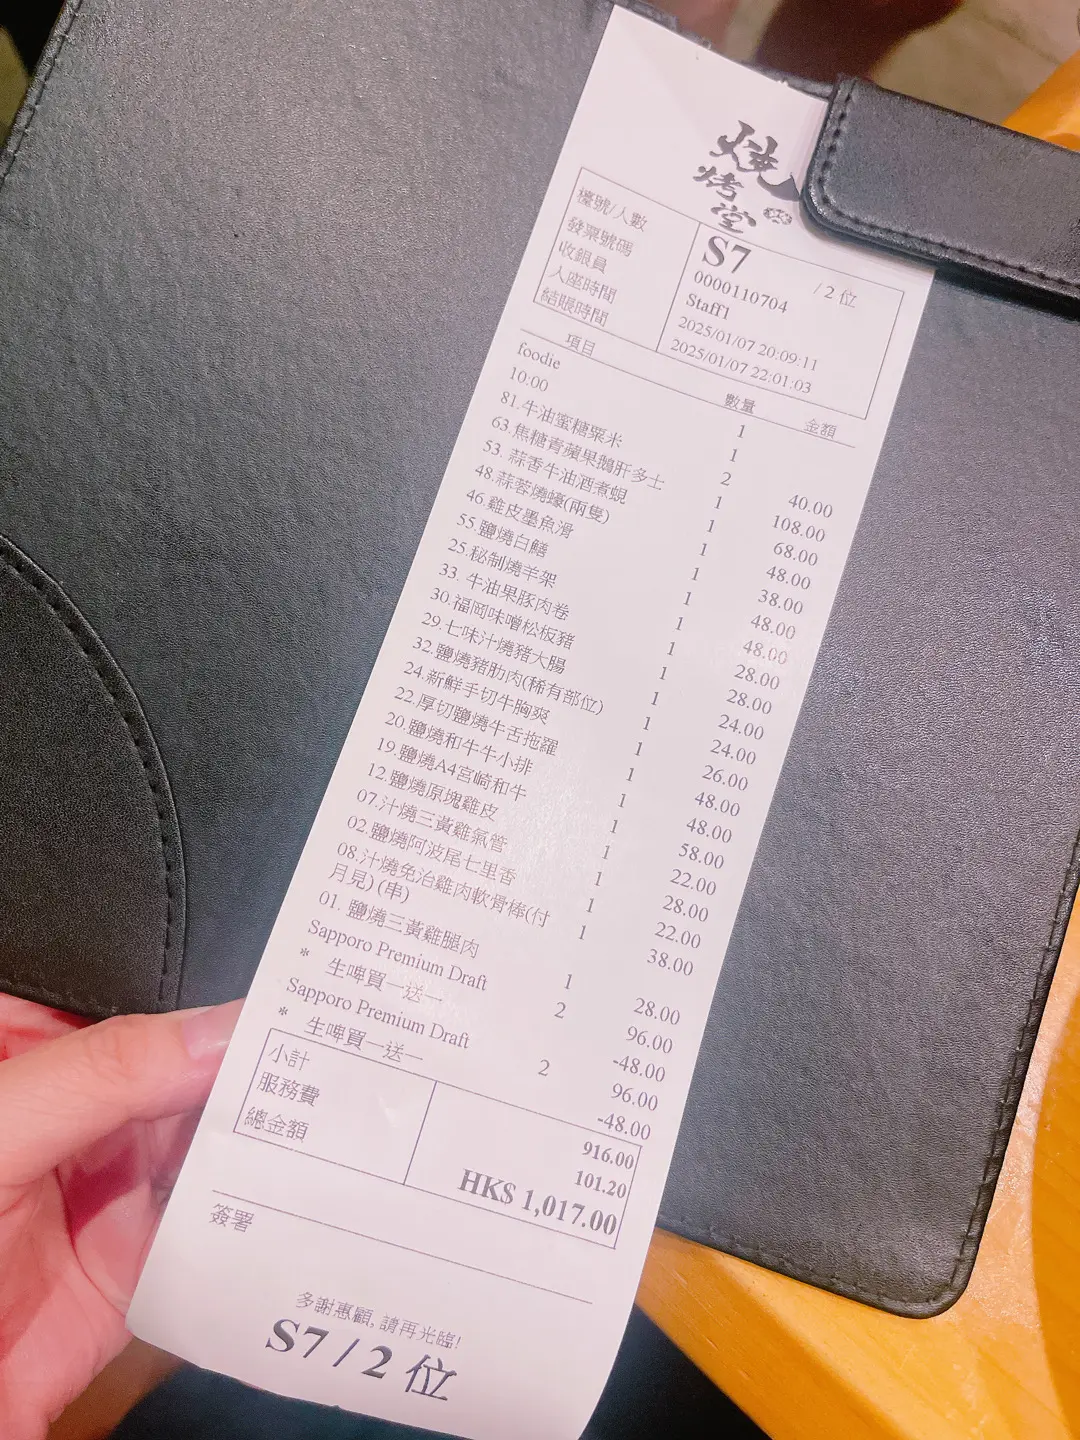 燒
烤
堂
檯號/人數 S7 / 2 位
發票號碼 0000110704
收銀員 Staff1
入座時間 2025/01/07 20:09:11
結賬時間 2025/01/07 22:01:03
項目 數量 金額
foodie 1
10:00 1
81.牛油蜜糖粟米 2 40.00
63.焦糖青蘋果鵝肝多士 1 108.00
53. 蒜香牛油酒煮蜆 1 68.00
48.蒜蓉燒蠔(兩隻) 1 48.00
46.雞皮墨魚滑 1 38.00
55.鹽燒白鱔 1 48.00
25.秘制燒羊架 1 48.00
33. 牛油果豚肉卷 1 28.00
30.福岡味噌松板豬 1 28.00
29.七味汁燒豬大腸 1 24.00
32.鹽燒豬肋肉(稀有部位) 1 24.00
24.新鮮手切牛胸爽 1 26.00
22.厚切鹽燒牛舌拖羅 1 48.00
20.鹽燒和牛牛小排 1 48.00
19.鹽燒A4宮崎和牛 1 58.00
12.鹽燒原塊雞皮 1 22.00
07.汁燒三黃雞氣管 1 28.00
02.鹽燒阿波尾七里香 1 22.00
08.汁燒免治雞肉軟骨棒(付 1 38.00
月見) (串)
01. 鹽燒三黃雞腿肉 1 28.00
Sapporo Premium Draft 2 96.00
* 生啤買一送一 -48.00
Sapporo Premium Draft 2 96.00
* 生啤買一送一 -48.00
小計 916.00
服務費 101.20
總金額 HK$ 1,017.00
簽署
多謝惠顧, 請再光臨!
S7 / 2 位